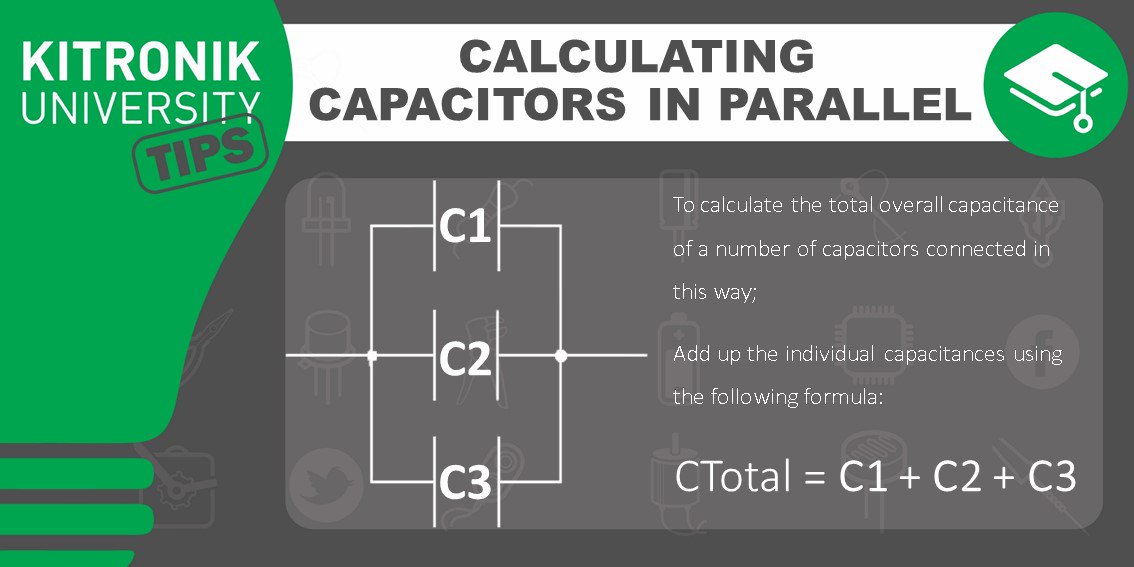 KITRONIK
UNIVERSITY
TIPS
CALCULATING
CAPACITORS IN PARALLEL
C1
C2
C3
To calculate the total overall capacitance
of a number of capacitors connected in
this way;
Add up the individual capacitances using
the following formula:
CTotal = C1 + C2 + C3